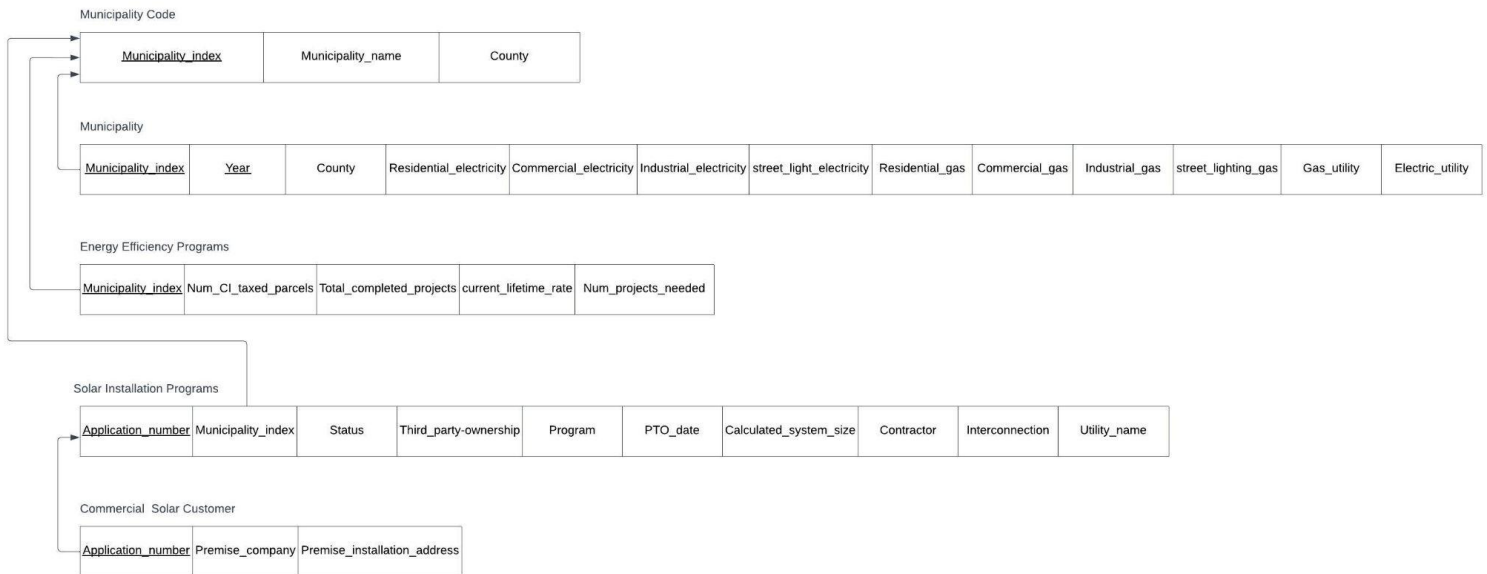 Municipality Code
Municipality_index Municipality_name County
Municipality
Municipality_index Year County Residential_electricity Commercial_electricity Industrial_electricity street_light_electricity Residential_gas Commercial_gas Industrial_gas street_lighting_gas Gas_utility Electric_utility
Energy Efficiency Programs
Municipality_index Num_CI_taxed_parcels Total_completed_projects current_lifetime_rate Num_projects_needed
Solar Installation Programs
Application_number Municipality_index Status Third_party-ownership Program PTO_date Calculated_system_size Contractor Interconnection Utility_name
Commercial Solar Customer
Application_number Premise_company Premise_installation_address